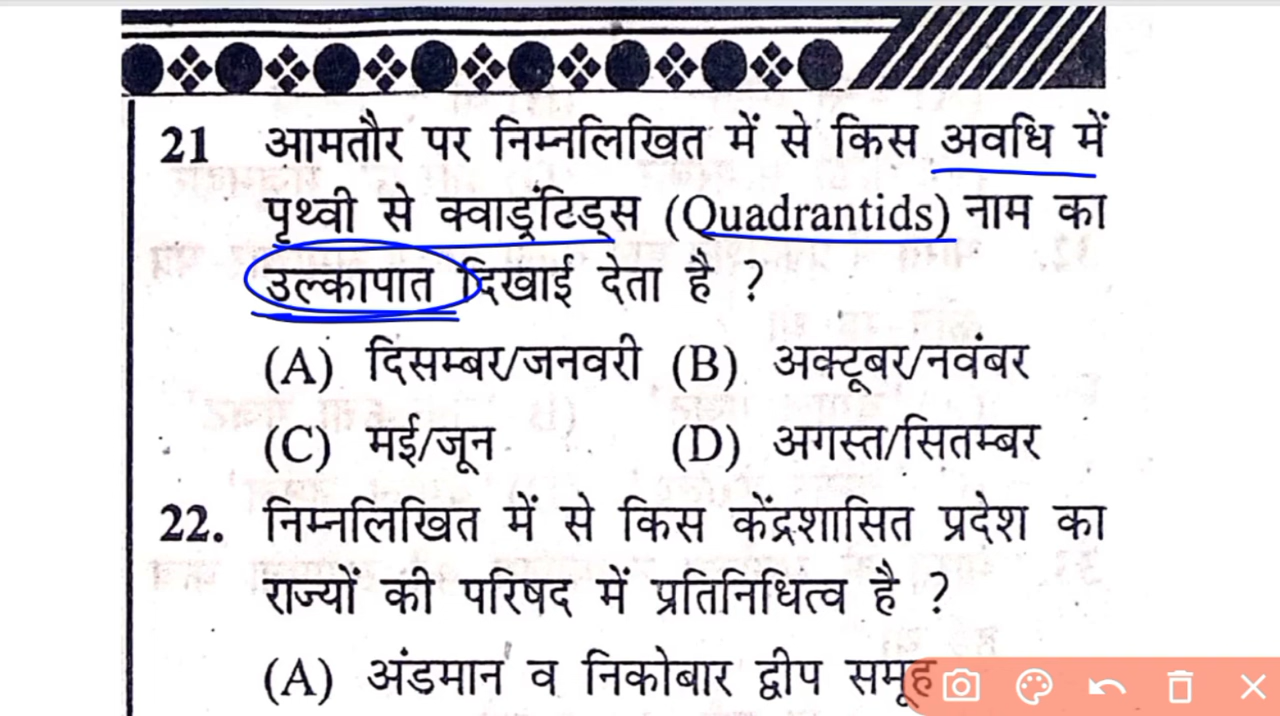 21 आमतौर पर निम्नलिखित में से किस अवधि में
पृथ्वी से क्वाड्रंटिड्स (Quadrantids) नाम का
उल्कापात दिखाई देता है ?
(A) दिसम्बर/जनवरी (B) अक्टूबर/नवंबर
(C) मई/जून (D) अगस्त/सितम्बर
22. निम्नलिखित में से किस केंद्रशासित प्रदेश का
राज्यों की परिषद में प्रतिनिधित्व है ?
(A) अंडमान व निकोबार द्वीप समूह